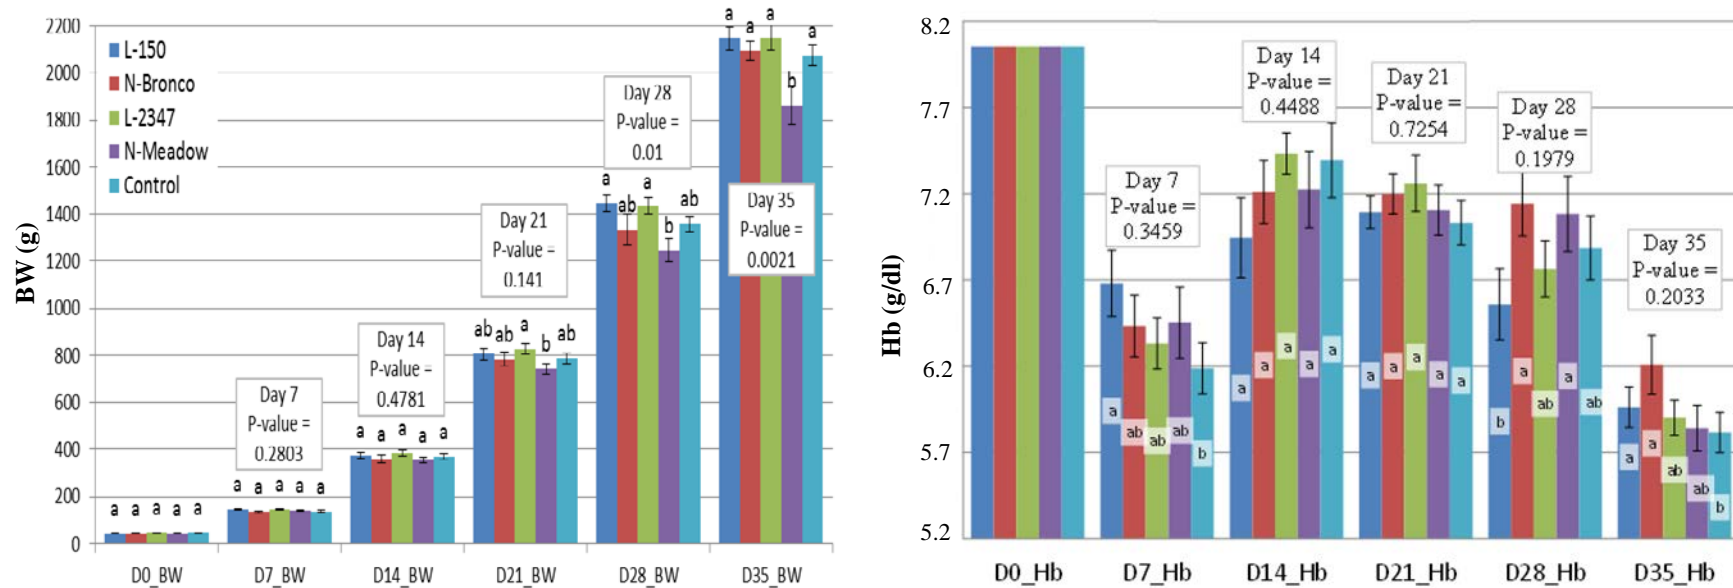 BW (g)
2200
2000
1800
1600
1400
1200
1000
800
600
400
200
0
L-150
N-Bronco
L-2347
N-Meadow
Control
a a a a a
a a a a a
Day 7
P-value =
0.2803
a a a a a
Day 14
P-value =
0.4781
ab ab a b ab
Day 21
P-value =
0.141
a ab a b ab
Day 28
P-value =
0.01
a a a b a
Day 35
P-value =
0.0021
D0_BW D7_BW D14_BW D21_BW D28_BW D35_BW
Hb (g/dl)
8.2
7.7
7.2
6.7
6.2
5.7
5.2
Day 7
P-value =
0.3459
a ab ab ab b
Day 14
P-value =
0.4488
a a a a a
Day 21
P-value =
0.7254
a a a a a
Day 28
P-value =
0.1979
b a ab a ab
Day 35
P-value =
0.2033
a a ab ab b
D0_Hb D7_Hb D14_Hb D21_Hb D28_Hb D35_Hb